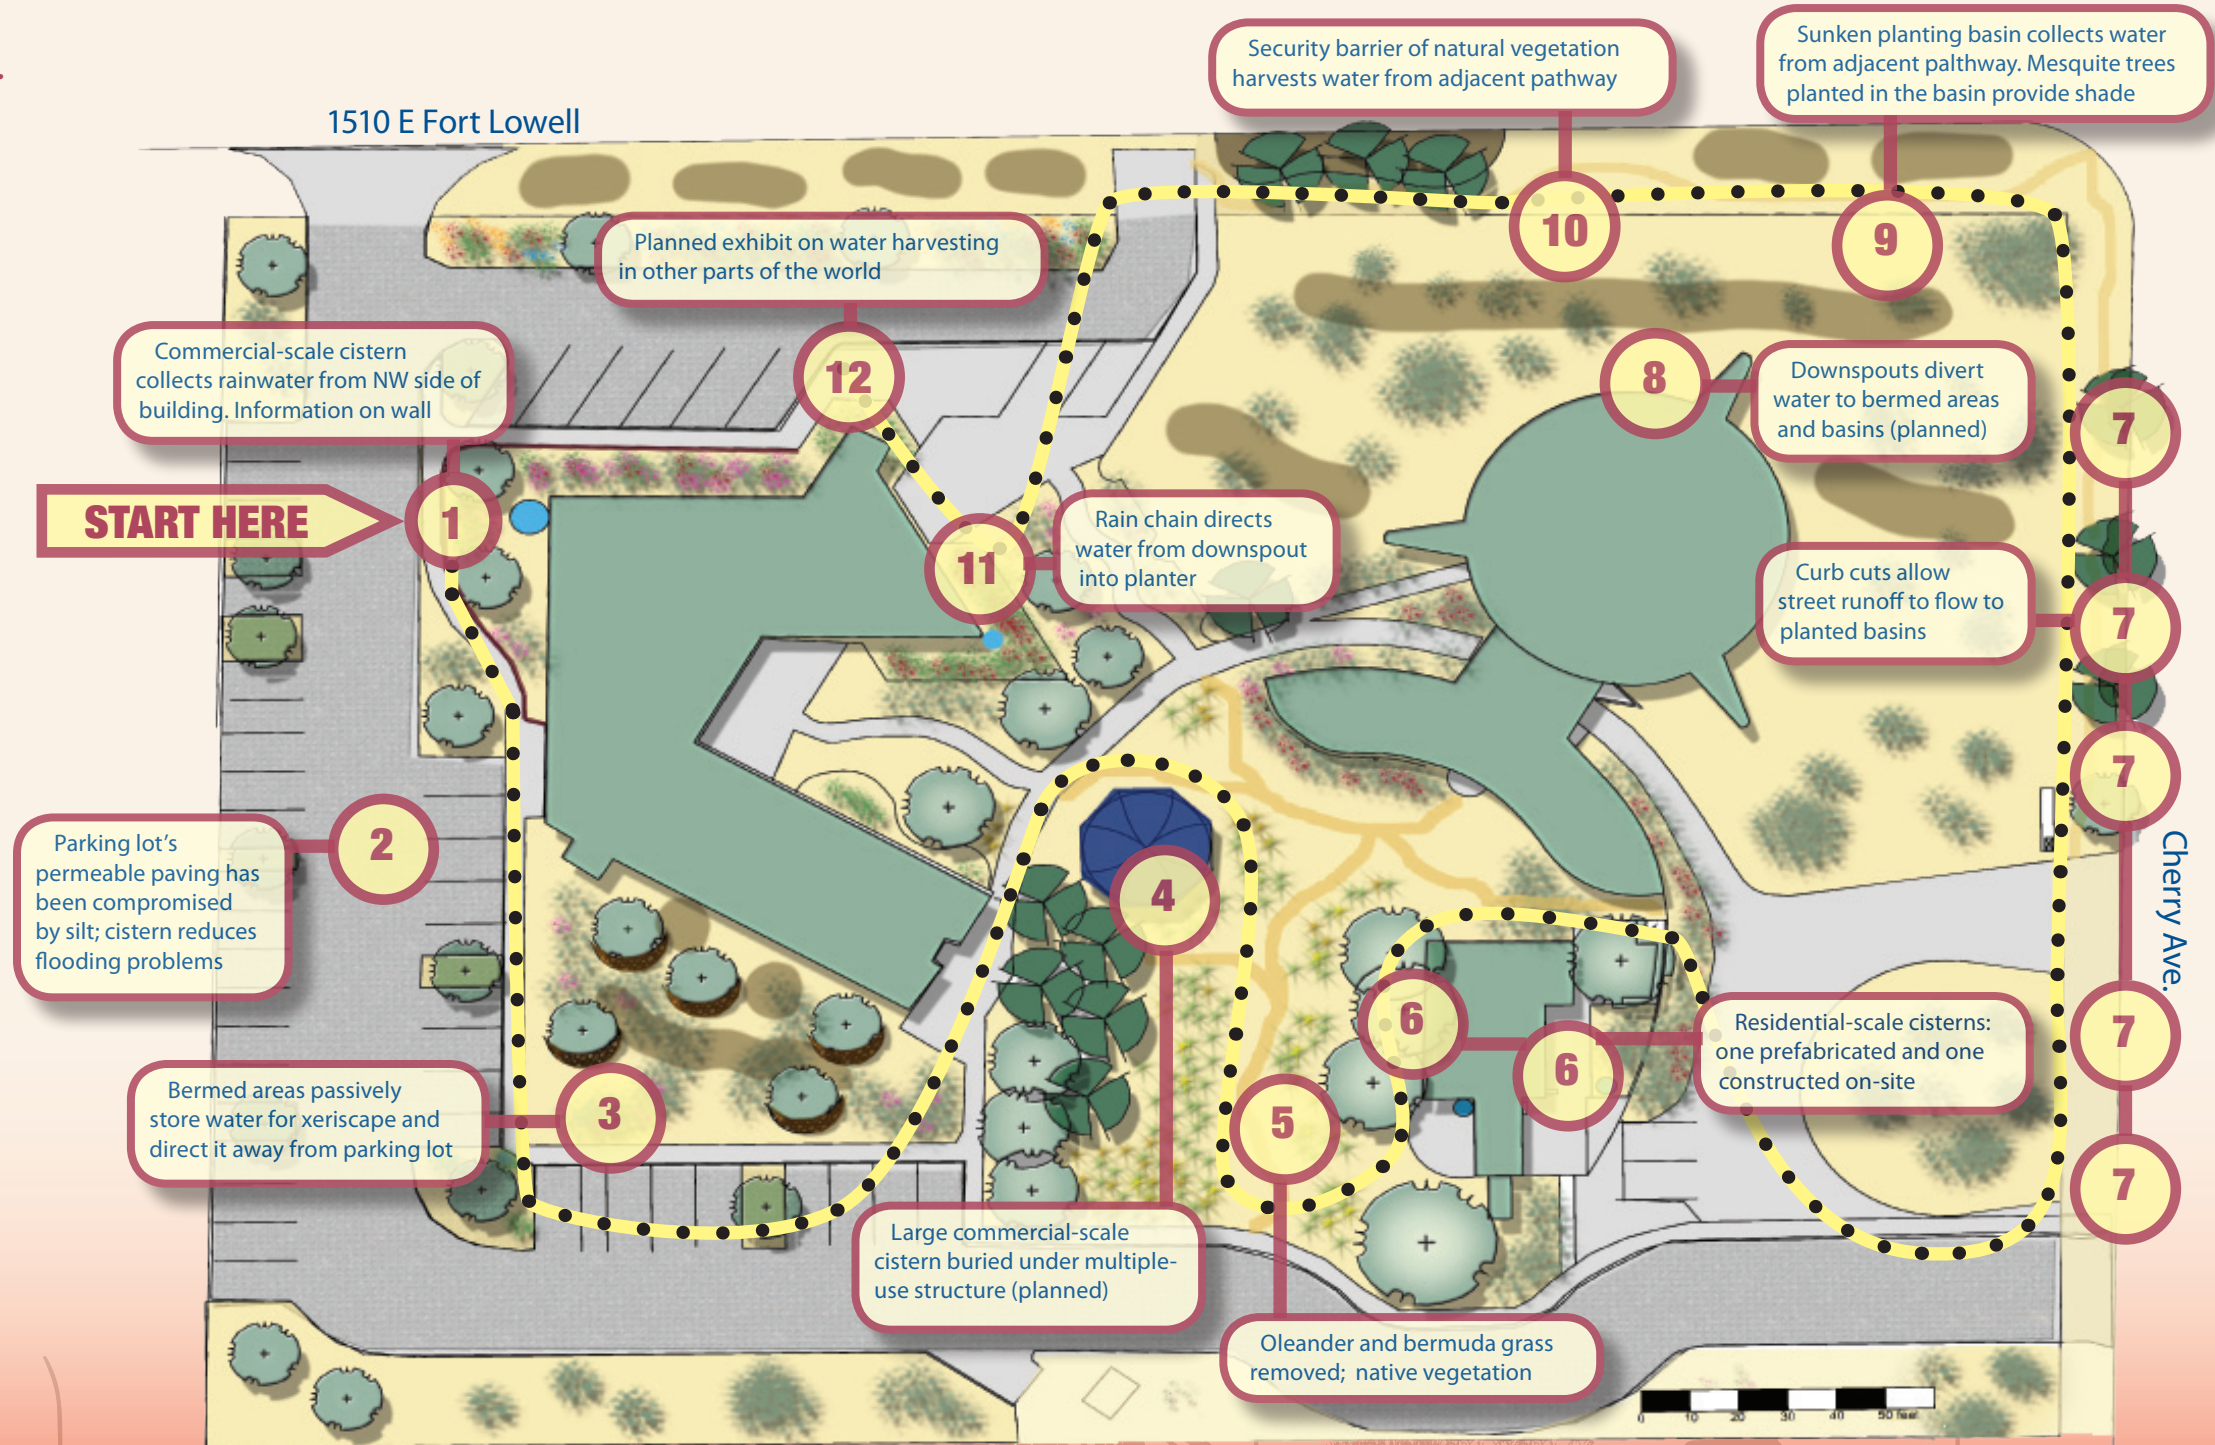 1510 E Fort Lowell
Security barrier of natural vegetation
harvests water from adjacent pathway
Sunken planting basin collects water
from adjacent palthway. Mesquite trees
planted in the basin provide shade
10
9
Planned exhibit on water harvesting
in other parts of the world
12
Commercial-scale cistern
collects rainwater from NW side of
building. Information on wall
START HERE
1
8
Downspouts divert
water to bermed areas
and basins (planned)
7
11
Rain chain directs
water from downspout
into planter
Curb cuts allow
street runoff to flow to
planted basins
7
7
Cherry Ave.
2
Parking lot's
permeable paving has
been compromised
by silt; cistern reduces
flooding problems
4
6
6
Residential-scale cisterns:
one prefabricated and one
constructed on-site
7
Bermed areas passively
store water for xeriscape and
direct it away from parking lot
3
5
7
Large commercial-scale
cistern buried under multiple-
use structure (planned)
Oleander and bermuda grass
removed; native vegetation
0 10 20 30 40 50 feet